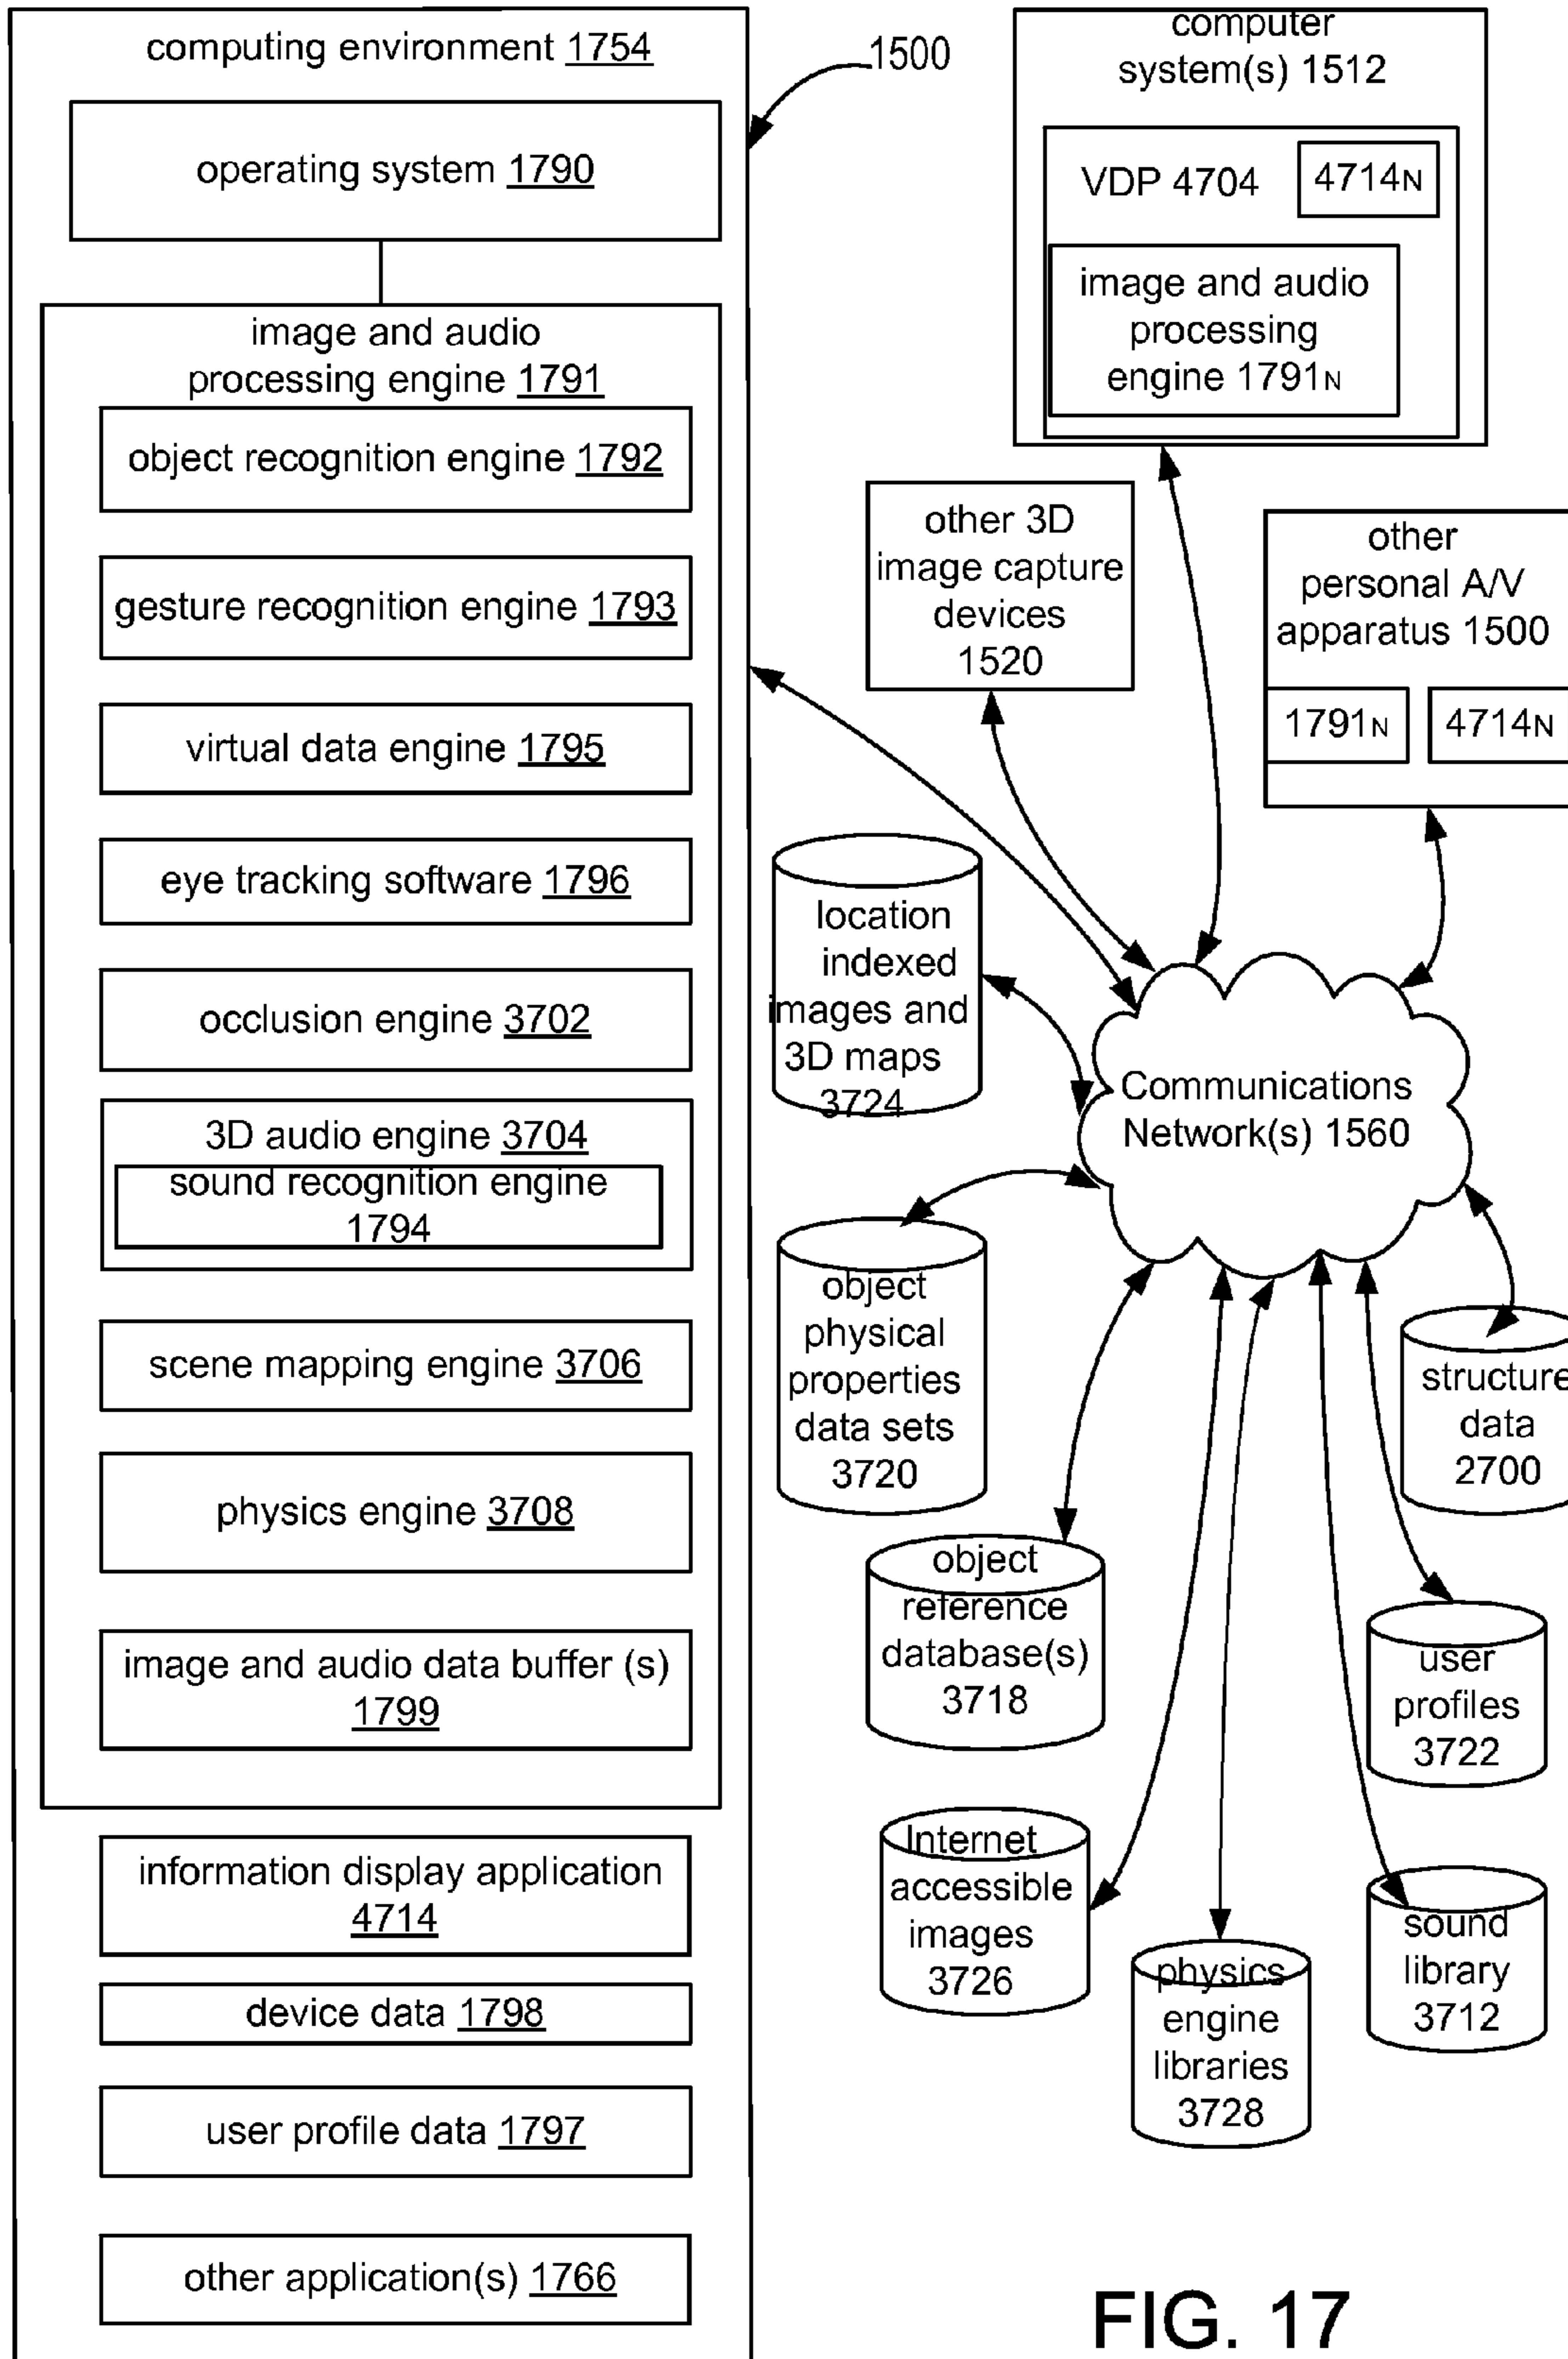 computing environment 1754
operating system 1790
image and audio
processing engine 1791
object recognition engine 1792
gesture recognition engine 1793
virtual data engine 1795
eye tracking software 1796
occlusion engine 3702
3D audio engine 3704
sound recognition engine
1794
scene mapping engine 3706
physics engine 3708
image and audio data buffer (s)
1799
information display application
4714
device data 1798
user profile data 1797
other application(s) 1766
1500
computer
system(s) 1512
VDP 4704
4714N
image and audio
processing
engine 1791N
other 3D
image capture
devices
1520
other
personal A/V
apparatus 1500
1791N
4714N
location
indexed
images and
3D maps
3724
Communications
Network(s) 1560
object
physical
properties
data sets
3720
structure
data
2700
object
reference
database(s)
3718
user
profiles
3722
Internet
accessible
images
3726
physics
engine
libraries
3728
sound
library
3712
FIG. 17